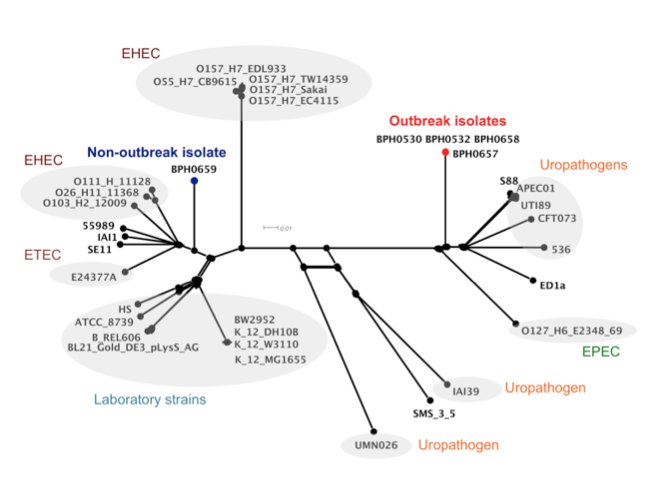 EHEC
O157_H7_EDL933
O55_H7_CB9615
O157_H7_TW14359
O157_H7_Sakai
O157_H7_EC4115
Outbreak isolates
BPH0530 BPH0532 BPH0658
BPH0657
Non-outbreak isolate
BPH0659
EHEC
O111_H_11128
O26_H11_11368
O103_H2_12009
Uropathogens
S88
APEC01
UTI89
CFT073
536
55989
IAI1
SE11
0.01
ETEC
E24377A
ED1a
HS
ATCC_8739
B_REL606
BL21_Gold_DE3_pLysS_AG
BW2952
K_12_DH10B
K_12_W3110
K_12_MG1655
O127_H6_E2348_69
EPEC
Laboratory strains
IAI39
Uropathogen
SMS_3_5
UMN026
Uropathogen